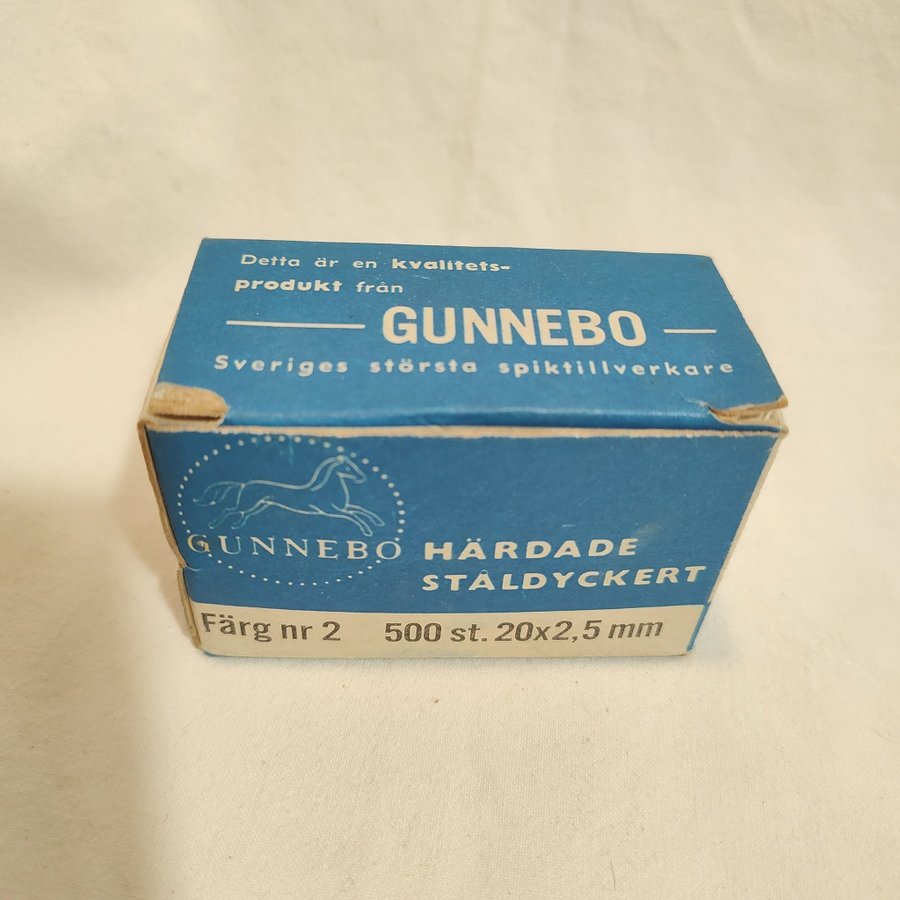 Detta är en kvalitets-
produkt från
GUNNEBO
Sveriges största spiktillverkare
GUNNEBO
HÄRDADE
STÅLDYCKERT
Färg nr 2 500 st. 20x2,5 mm